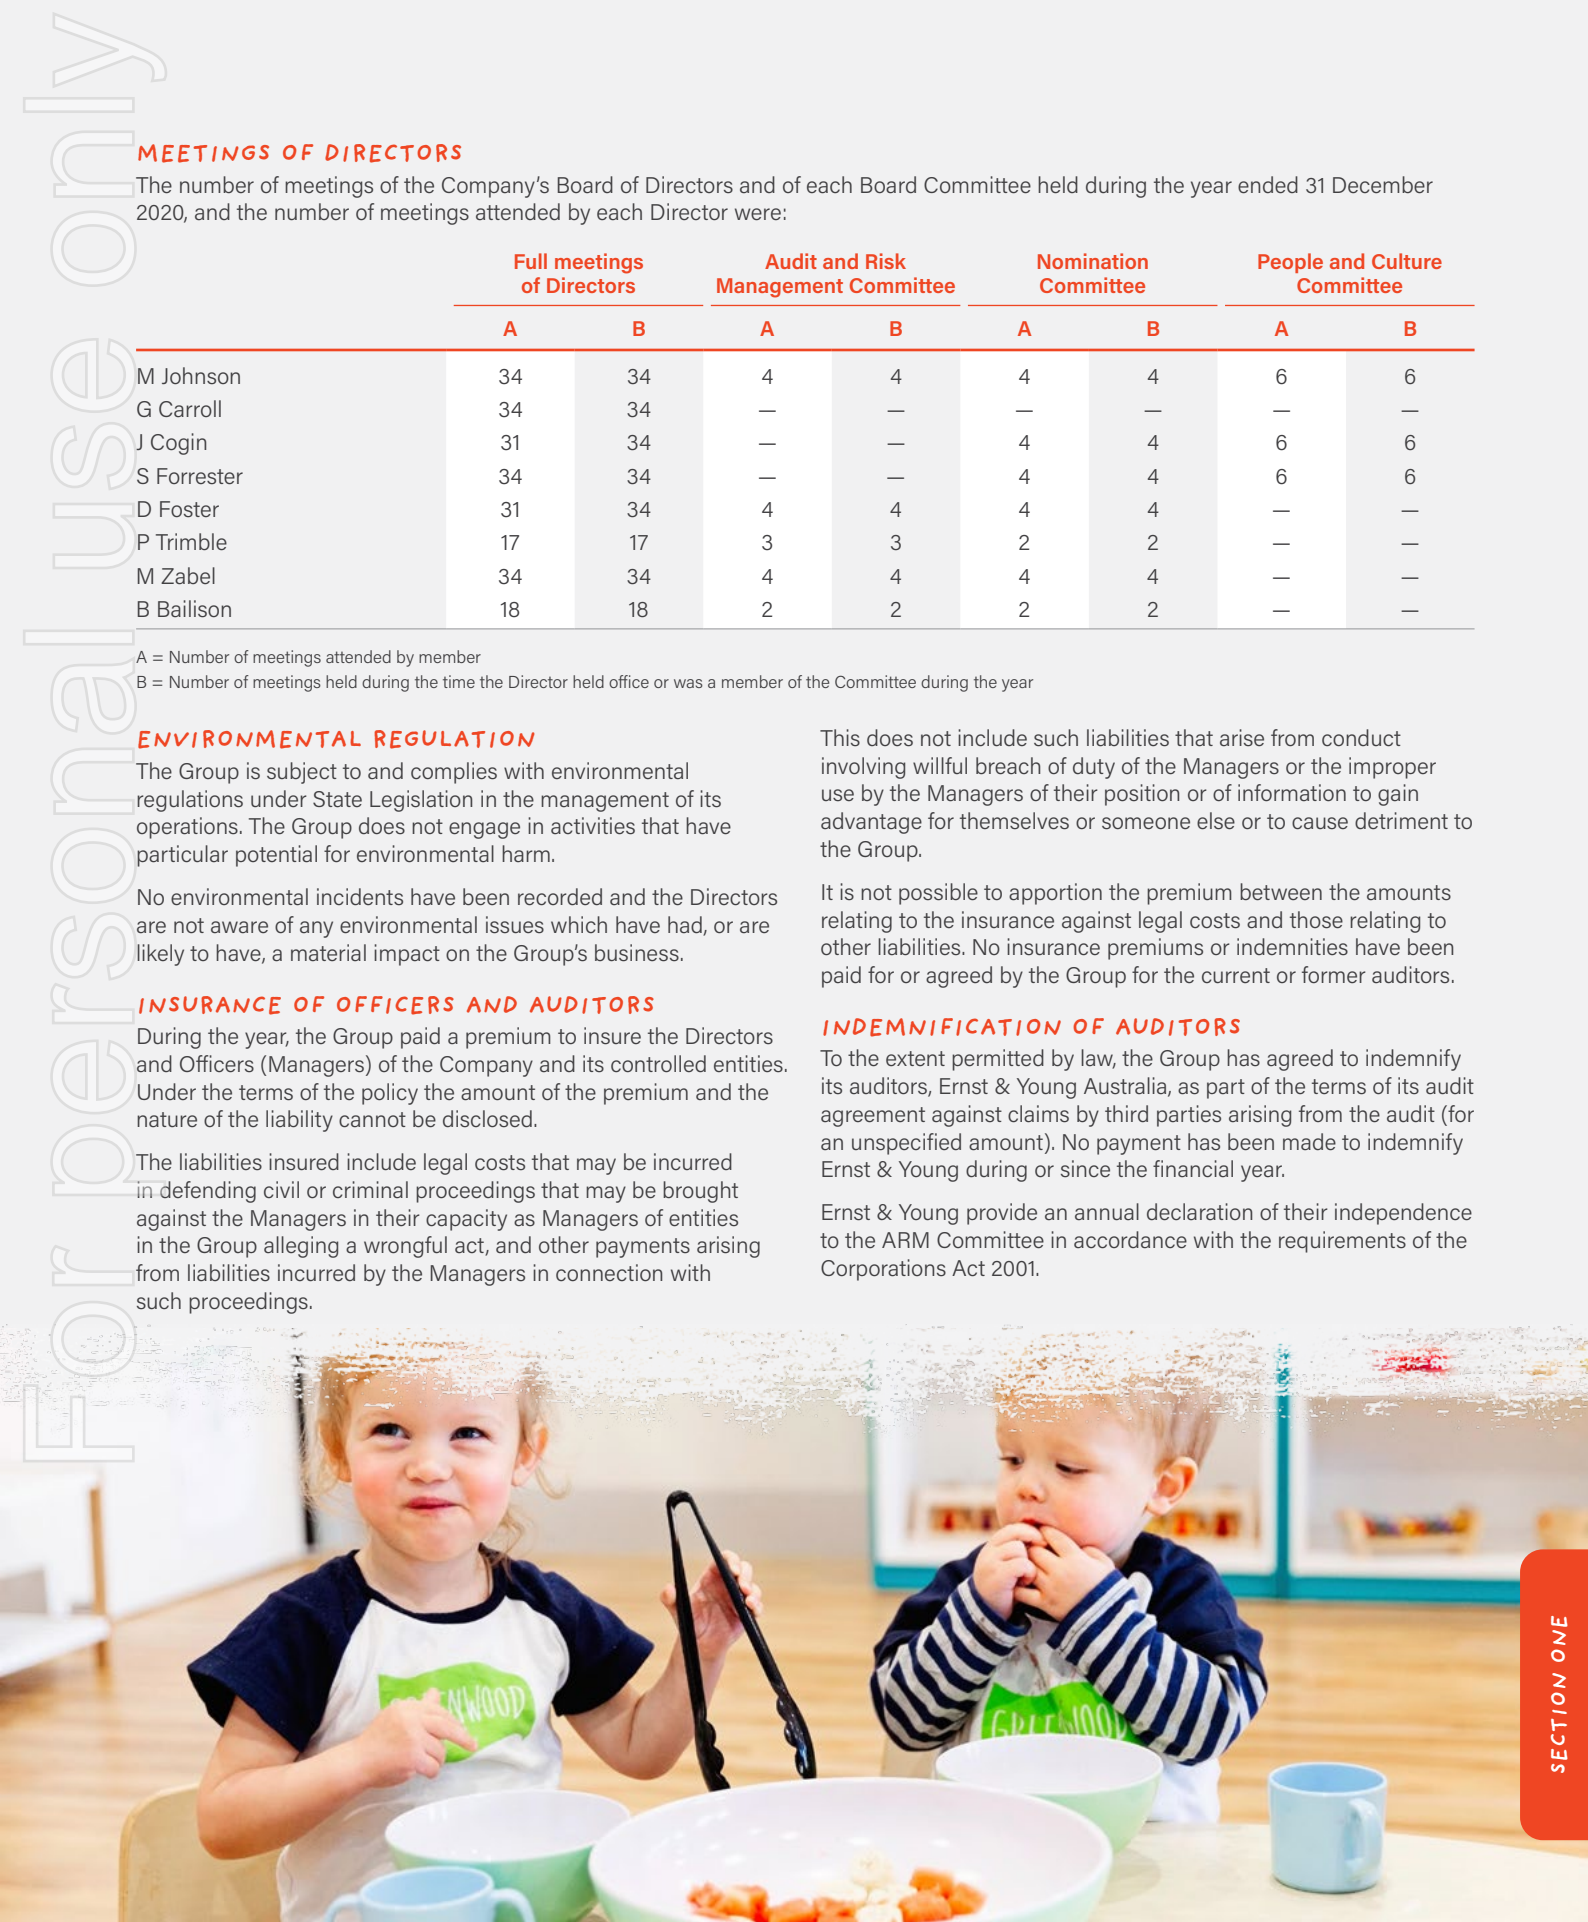 For personal use only
MEETINGS OF DIRECTORS
The number of meetings of the Company's Board of Directors and of each Board Committee held during the year ended 31 December
2020, and the number of meetings attended by each Director were:
Full meetings of Directors Audit and Risk Management Committee Nomination Committee People and Culture Committee
A B A B A B A B
M Johnson 34 34 4 4 4 4 6 6
G Carroll 34 34 — — — — — —
J Cogin 31 34 — — 4 4 6 6
S Forrester 34 34 — — 4 4 6 6
D Foster 31 34 4 4 4 4 — —
P Trimble 17 17 3 3 2 2 — —
M Zabel 34 34 4 4 4 4 — —
B Bailison 18 18 2 2 2 2 — —
A = Number of meetings attended by member
B = Number of meetings held during the time the Director held office or was a member of the Committee during the year
ENVIRONMENTAL REGULATION
The Group is subject to and complies with environmental
regulations under State Legislation in the management of its
operations. The Group does not engage in activities that have
particular potential for environmental harm.
No environmental incidents have been recorded and the Directors
are not aware of any environmental issues which have had, or are
likely to have, a material impact on the Group's business.
INSURANCE OF OFFICERS AND AUDITORS
During the year, the Group paid a premium to insure the Directors
and Officers (Managers) of the Company and its controlled entities.
Under the terms of the policy the amount of the premium and the
nature of the liability cannot be disclosed.
The liabilities insured include legal costs that may be incurred
in defending civil or criminal proceedings that may be brought
against the Managers in their capacity as Managers of entities
in the Group alleging a wrongful act, and other payments arising
from liabilities incurred by the Managers in connection with
such proceedings.
This does not include such liabilities that arise from conduct
involving willful breach of duty of the Managers or the improper
use by the Managers of their position or of information to gain
advantage for themselves or someone else or to cause detriment to
the Group.
It is not possible to apportion the premium between the amounts
relating to the insurance against legal costs and those relating to
other liabilities. No insurance premiums or indemnities have been
paid for or agreed by the Group for the current or former auditors.
INDEMNIFICATION OF AUDITORS
To the extent permitted by law, the Group has agreed to indemnify
its auditors, Ernst & Young Australia, as part of the terms of its audit
agreement against claims by third parties arising from the audit (for
an unspecified amount). No payment has been made to indemnify
Ernst & Young during or since the financial year.
Ernst & Young provide an annual declaration of their independence
to the ARM Committee in accordance with the requirements of the
Corporations Act 2001.
SECTION ONE